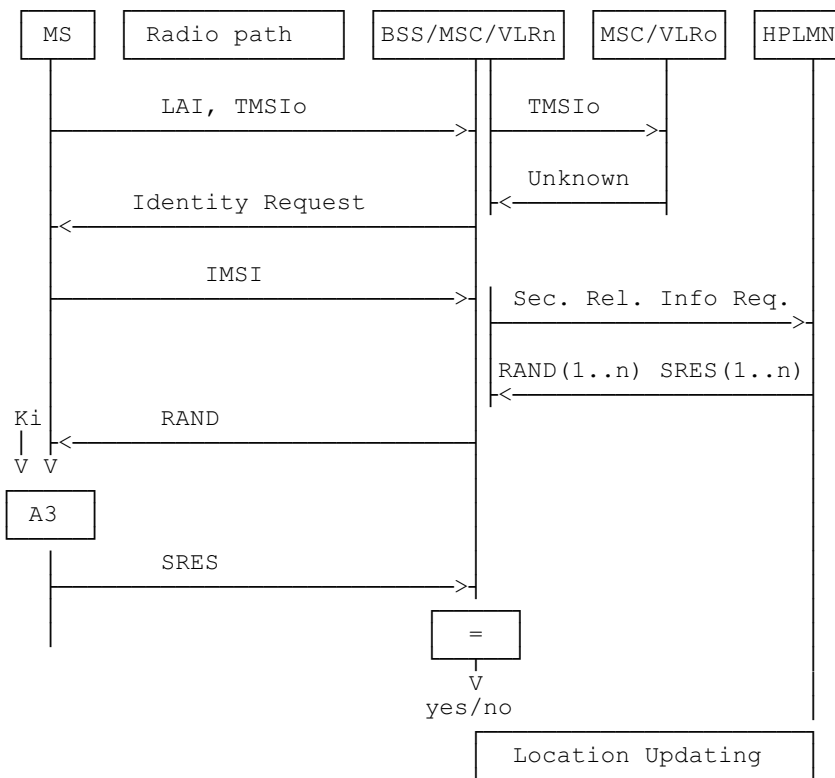 MS Radio path BSS/MSC/VLRn MSC/VLRo HPLMN
LAI, TMSIo TMSIo
Unknown
Identity Request
IMSI
Sec. Rel. Info Req.
RAND(1..n) SRES(1..n)
Ki RAND
V V
A3
SRES
=
V
yes/no
Location Updating